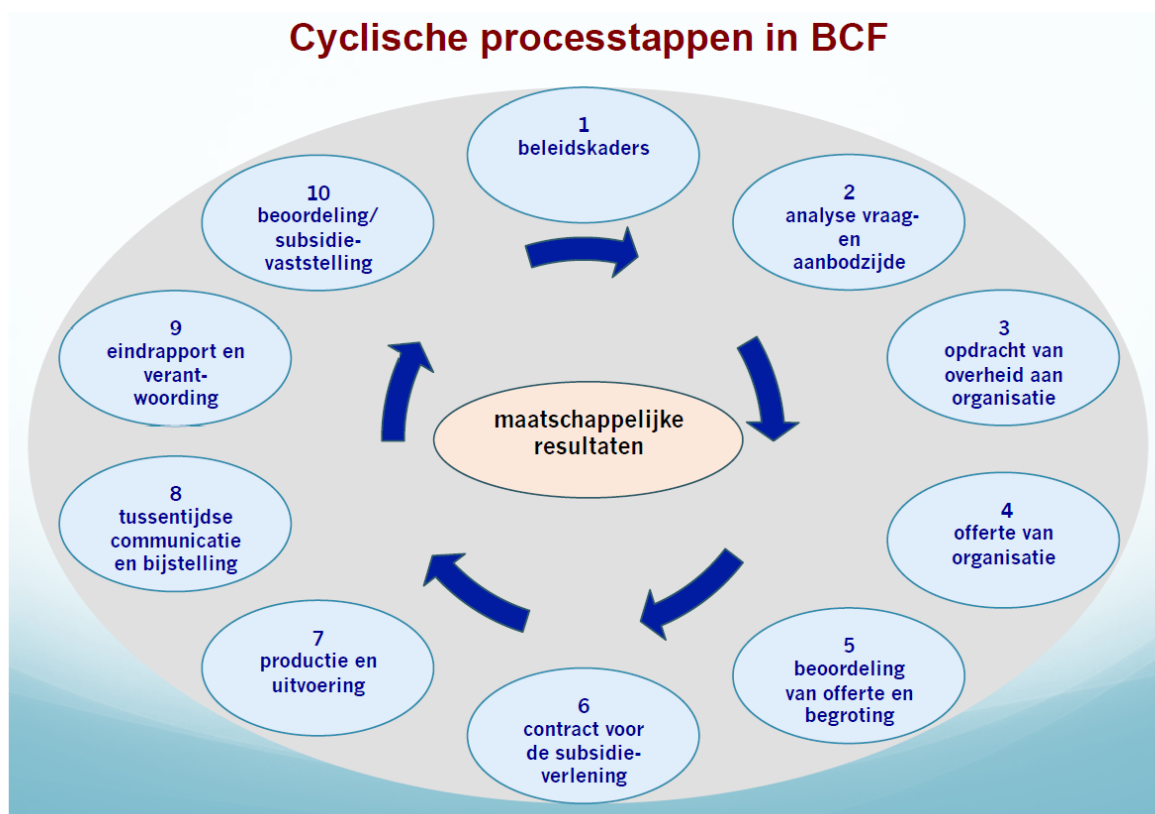 Cyclische processtappen in BCF
1
beleidskaders
2
analyse vraag-
en
aanbodzijde
3
opdracht van
overheid aan
organisatie
4
offerte van
organisatie
5
beoordeling
van offerte en
begroting
6
contract voor
de subsidie-
verlening
7
productie en
uitvoering
8
tussentijdse
communicatie
en bijstelling
9
eindrapport en
verant-
woording
10
beoordeling/
subsidie-
vaststelling
maatschappelijke
resultaten